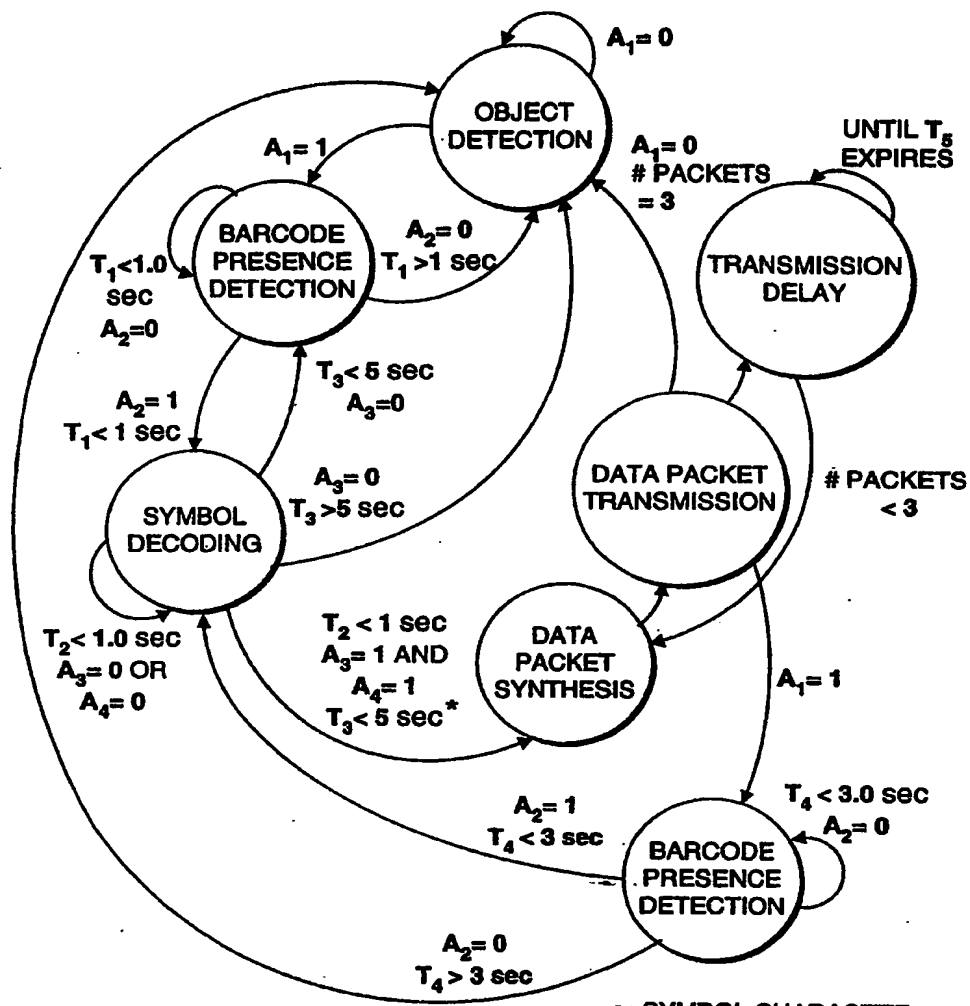 A₁= 0
OBJECT
DETECTION
UNTIL T₅
EXPIRES
A₁= 1
A₁= 0
# PACKETS
= 3
BARCODE
PRESENCE
DETECTION
A₂= 0
T₁ >1 sec
T₁<1.0
sec
A₂=0
TRANSMISSION
DELAY
T₃< 5 sec
A₃=0
A₂= 1
T₁< 1 sec
A₃= 0
T₃ >5 sec
DATA PACKET
TRANSMISSION
# PACKETS
< 3
SYMBOL
DECODING
T₂< 1.0 sec
A₃= 0 OR
A₄= 0
T₂ < 1 sec
A₃= 1 AND
A₄= 1
T₃< 5 sec*
DATA
PACKET
SYNTHESIS
A₁= 1
T₄ < 3.0 sec
A₂= 0
A₂= 1
T₄ < 3 sec
BARCODE
PRESENCE
DETECTION
A₂= 0
T₄ > 3 sec